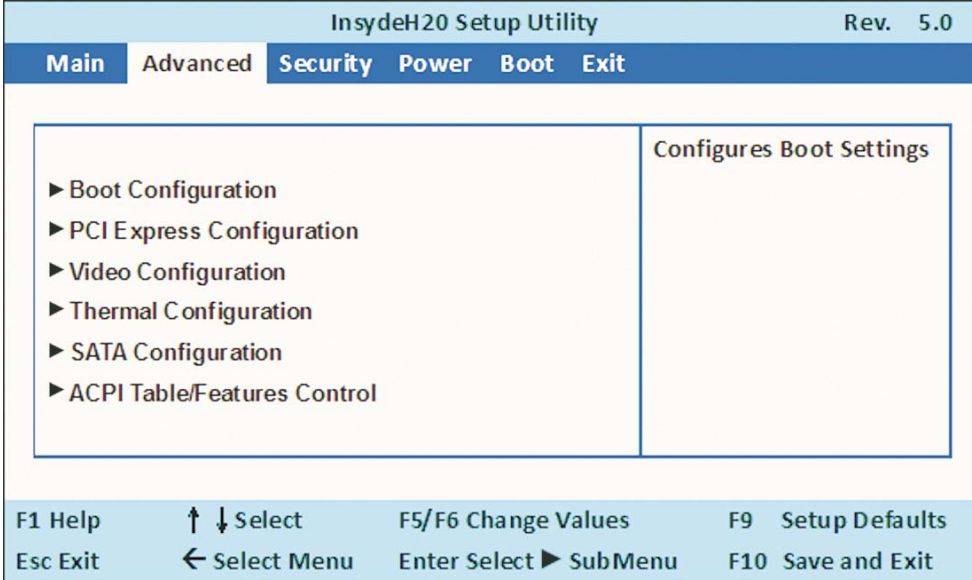 InsydeH20 Setup Utility Rev. 5.0
Main Advanced Security Power Boot Exit
Configures Boot Settings
►Boot Configuration
►PCI Express Configuration
►Video Configuration
►Thermal Configuration
►SATA Configuration
►ACPI Table/Features Control
F1 Help ↑ ↓ Select F5/F6 Change Values F9 Setup Defaults
Esc Exit ← Select Menu Enter Select ► SubMenu F10 Save and Exit